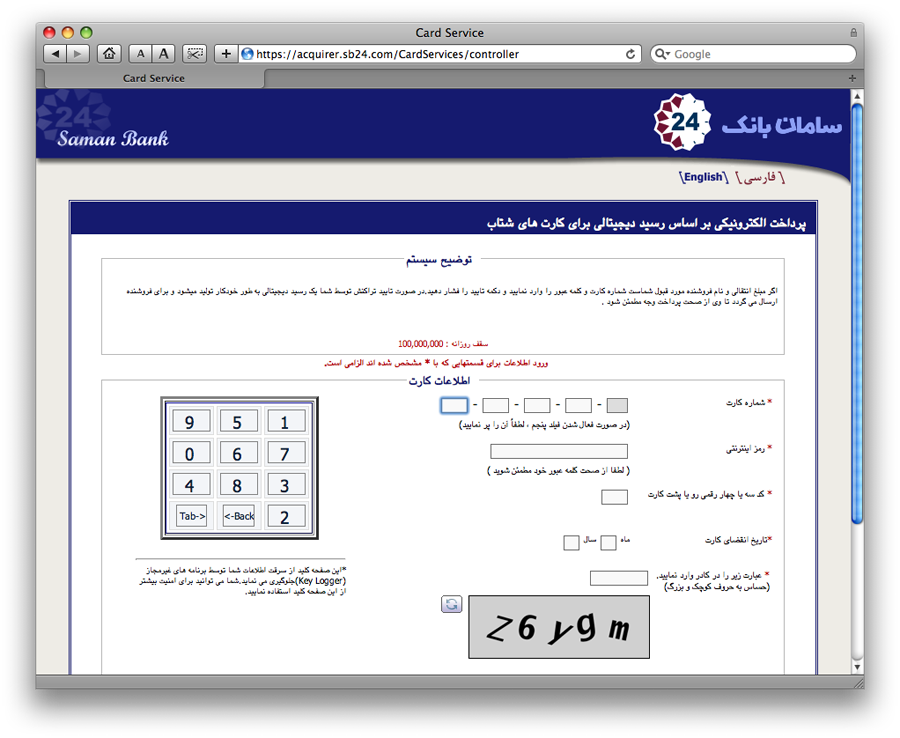 Card Service
A A + https://acquirer.sb24.com/CardServices/controller Google
Card Service
24
Saman Bank
24 سامان بانک
[فارسی] [English]
پرداخت الکترونیکی بر اساس رسید دیجیتالی برای کارت های شتاب
توضیح سیستم
اگر مبلغ انتقالی و نام فروشنده مورد قبول شماست شماره کارت و کلمه عبور را وارد نمایید و دکمه تایید را فشار دهید.در صورت تایید تراکنش توسط شما یک رسید دیجیتالی به طور خودکار تولید میشود و برای فروشنده
ارسال می گردد تا وی از صحت پرداخت وجه مطمئن شود .
سقف روزانه : 100,000,000
ورود اطلاعات برای قسمتهایی که با * مشخص شده اند الزامی است.
اطلاعات کارت
* شماره کارت
- - - -
(در صورت فعال شدن فیلد پنجم ، لطفاً آن را پر نمایید)
* رمز اینترنتی
( لطفا از صحت کلمه عبور خود مطمئن شوید )
* کد سه یا چهار رقمی رو یا پشت کارت
*تاریخ انقضای کارت
ماه سال
* عبارت زیر را در کادر وارد نمایید.
(حساس به حروف کوچک و بزرگ)
Z6ygm
9 5 1
0 6 7
4 8 3
Tab-> <-Back 2
*این صفحه کلید از سرقت اطلاعات شما توسط برنامه های غیرمجاز
(Key Logger)جلوگیری می نماید.شما می توانید برای امنیت بیشتر
از این صفحه کلید استفاده نمایید.